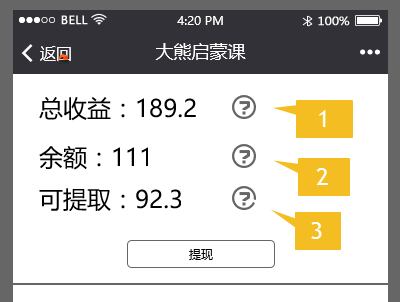 BELL 4:20 PM 100%
返回 大熊启蒙课
总收益：189.2 ? 1
余额：111 ? 2
可提取：92.3 ? 3
提现